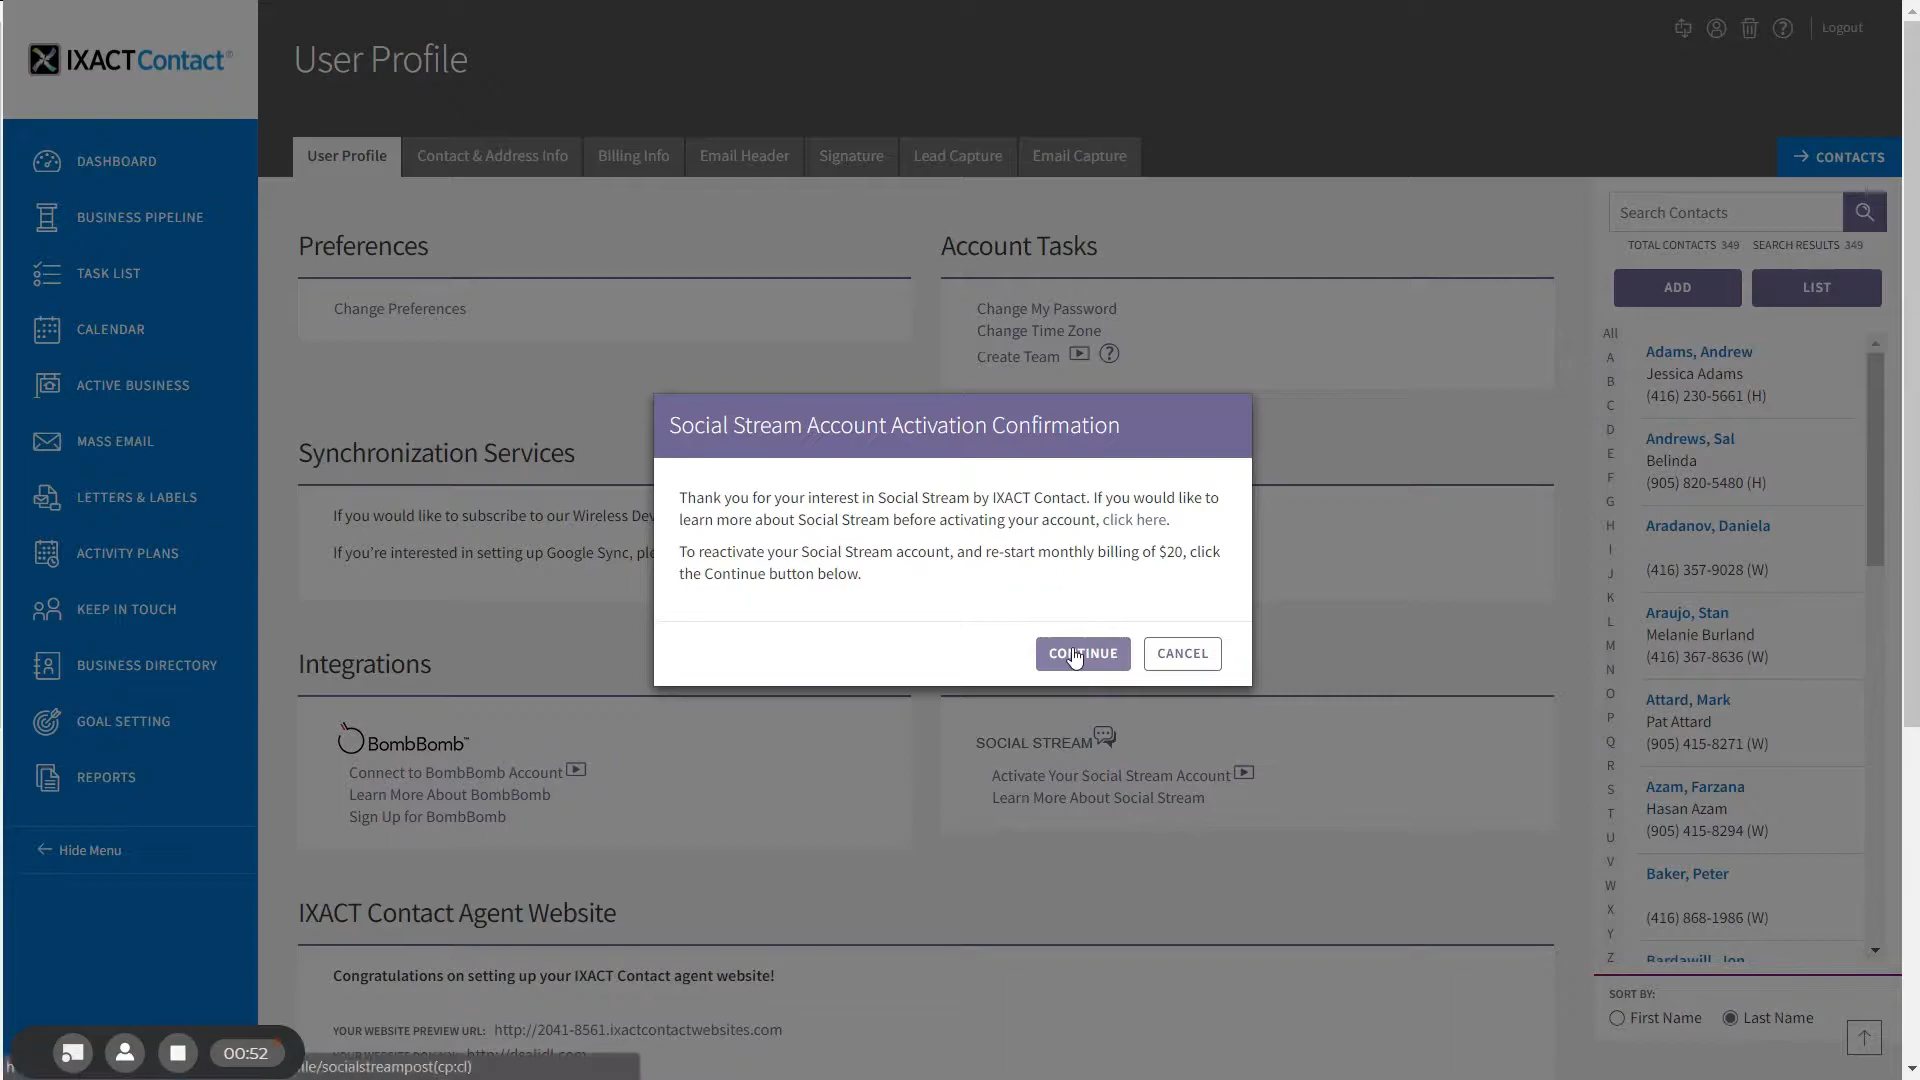 IXACTContact®
User Profile
Logout
DASHBOARD
BUSINESS PIPELINE
TASK LIST
CALENDAR
ACTIVE BUSINESS
MASS EMAIL
LETTERS & LABELS
ACTIVITY PLANS
KEEP IN TOUCH
BUSINESS DIRECTORY
GOAL SETTING
REPORTS
Hide Menu
00:52
User Profile
Contact & Address Info
Billing Info
Email Header
Signature
Lead Capture
Email Capture
Preferences
Change Preferences
Account Tasks
Change My Password
Change Time Zone
Create Team
Synchronization Services
If you would like to subscribe to our Wireless Dev
If you're interested in setting up Google Sync,
Social Stream Account Activation Confirmation
Thank you for your interest in Social Stream by IXACT Contact. If you would like to
learn more about Social Stream before activating your account, click here.
To reactivate your Social Stream account, and re-start monthly billing of $20, click
the Continue button below.
CONTINUE
CANCEL
Integrations
BombBomb™
Connect to BombBomb Account
Learn More About BombBomb
Sign Up for BombBomb
SOCIAL STREAM
Activate Your Social Stream Account
Learn More About Social Stream
IXACT Contact Agent Website
Congratulations on setting up your IXACT Contact agent website!
YOUR WEBSITE PREVIEW URL: http://2041-8561.ixactcontactwebsites.com
ile/socialstreampost(cp:cl)
CONTACTS
Search Contacts
TOTAL CONTACTS 349 SEARCH RESULTS 349
ADD
LIST
All
A
B
C
D
E
F
G
H
I
J
K
L
M
N
O
P
Q
R
S
T
U
V
W
X
Y
Z
Adams, Andrew
Jessica Adams
(416) 230-5661 (H)
Andrews, Sal
Belinda
(905) 820-5480 (H)
Aradanov, Daniela
(416) 357-9028 (W)
Araujo, Stan
Melanie Burland
(416) 367-8636 (W)
Attard, Mark
Pat Attard
(905) 415-8271 (W)
Azam, Farzana
Hasan Azam
(905) 415-8294 (W)
Baker, Peter
(416) 868-1986 (W)
Bardawill, Jon
SORT BY:
First Name
Last Name